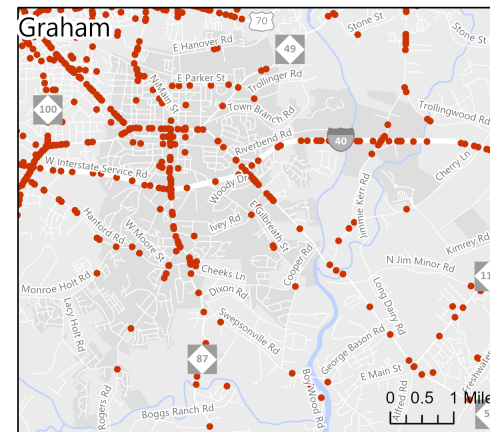 Graham
70
Stone St
Stone St
E Hanover Rd
49
E Parker St
Trollinger Rd
N Main St
100
Town Branch Rd
Trollingwood Rd
Riverbend Rd
40
W Interstate Service Rd
Cherry Ln
Woody Dr
Jimmie Kerr Rd
Hanford Rd
W Moore St
Ivey Rd
E Gilbreath St
Kimrey Rd
Cooper Rd
N Jim Minor Rd
Cheeks Ln
11
Monroe Holt Rd
Dixon Rd
Long Dairy Rd
Lacy Holt Rd
Swepsonville Rd
George Bason Rd
87
E Main St
Freshwater
Rogers Rd
Boywood Rd
Alfred Rd
0 0.5 1 Mile
Boggs Ranch Rd
5